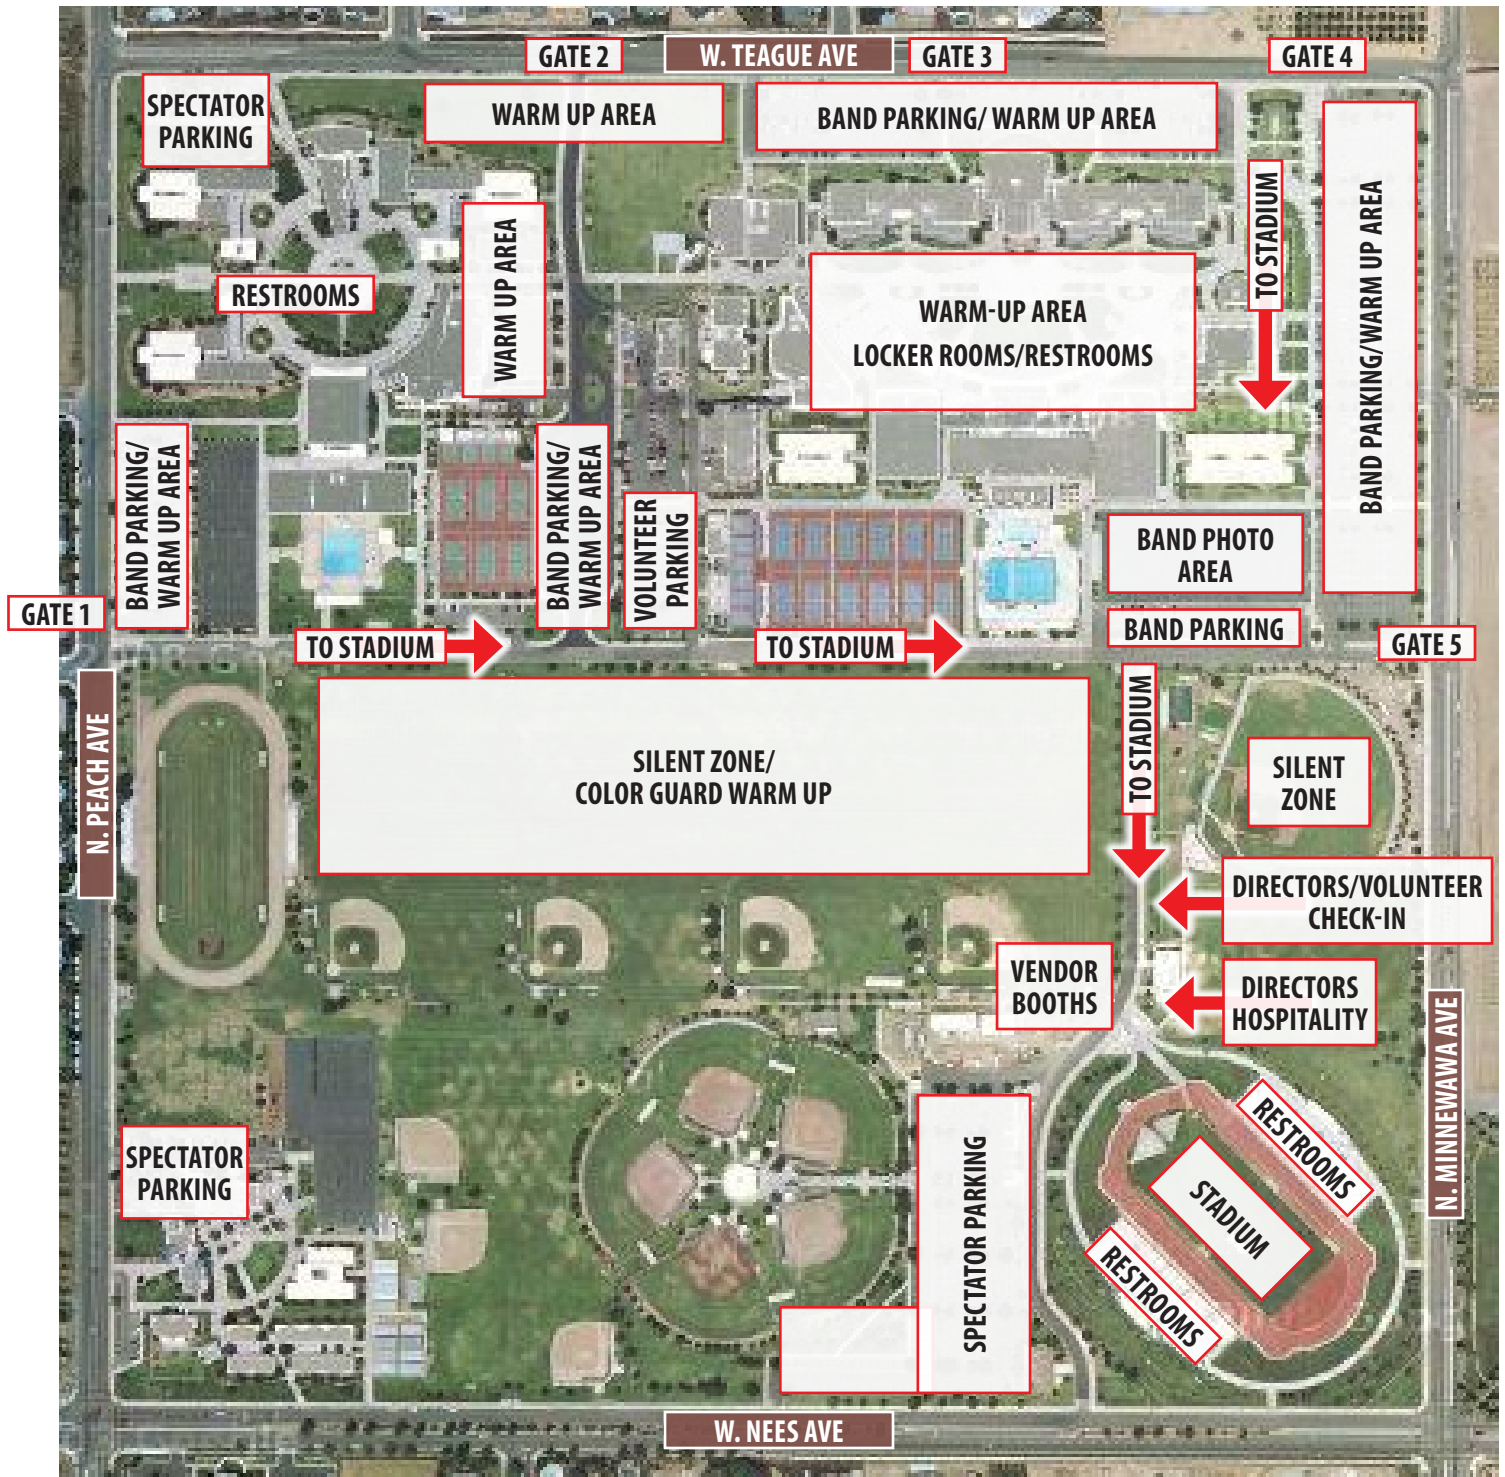 GATE 2
W. TEAGUE AVE
GATE 3
GATE 4
SPECTATOR
PARKING
WARM UP AREA
BAND PARKING/ WARM UP AREA
BAND PARKING/WARM UP AREA
TO STADIUM
WARM UP AREA
RESTROOMS
WARM-UP AREA
LOCKER ROOMS/RESTROOMS
BAND PARKING/
WARM UP AREA
BAND PARKING/
WARM UP AREA
VOLUNTEER
PARKING
BAND PHOTO
AREA
GATE 1
BAND PARKING
TO STADIUM
TO STADIUM
GATE 5
N. PEACH AVE
SILENT ZONE/
COLOR GUARD WARM UP
TO STADIUM
SILENT
ZONE
DIRECTORS/VOLUNTEER
CHECK-IN
VENDOR
BOOTHS
DIRECTORS
HOSPITALITY
N. MINNEWAWA AVE
SPECTATOR
PARKING
SPECTATOR PARKING
RESTROOMS
STADIUM
RESTROOMS
W. NEES AVE